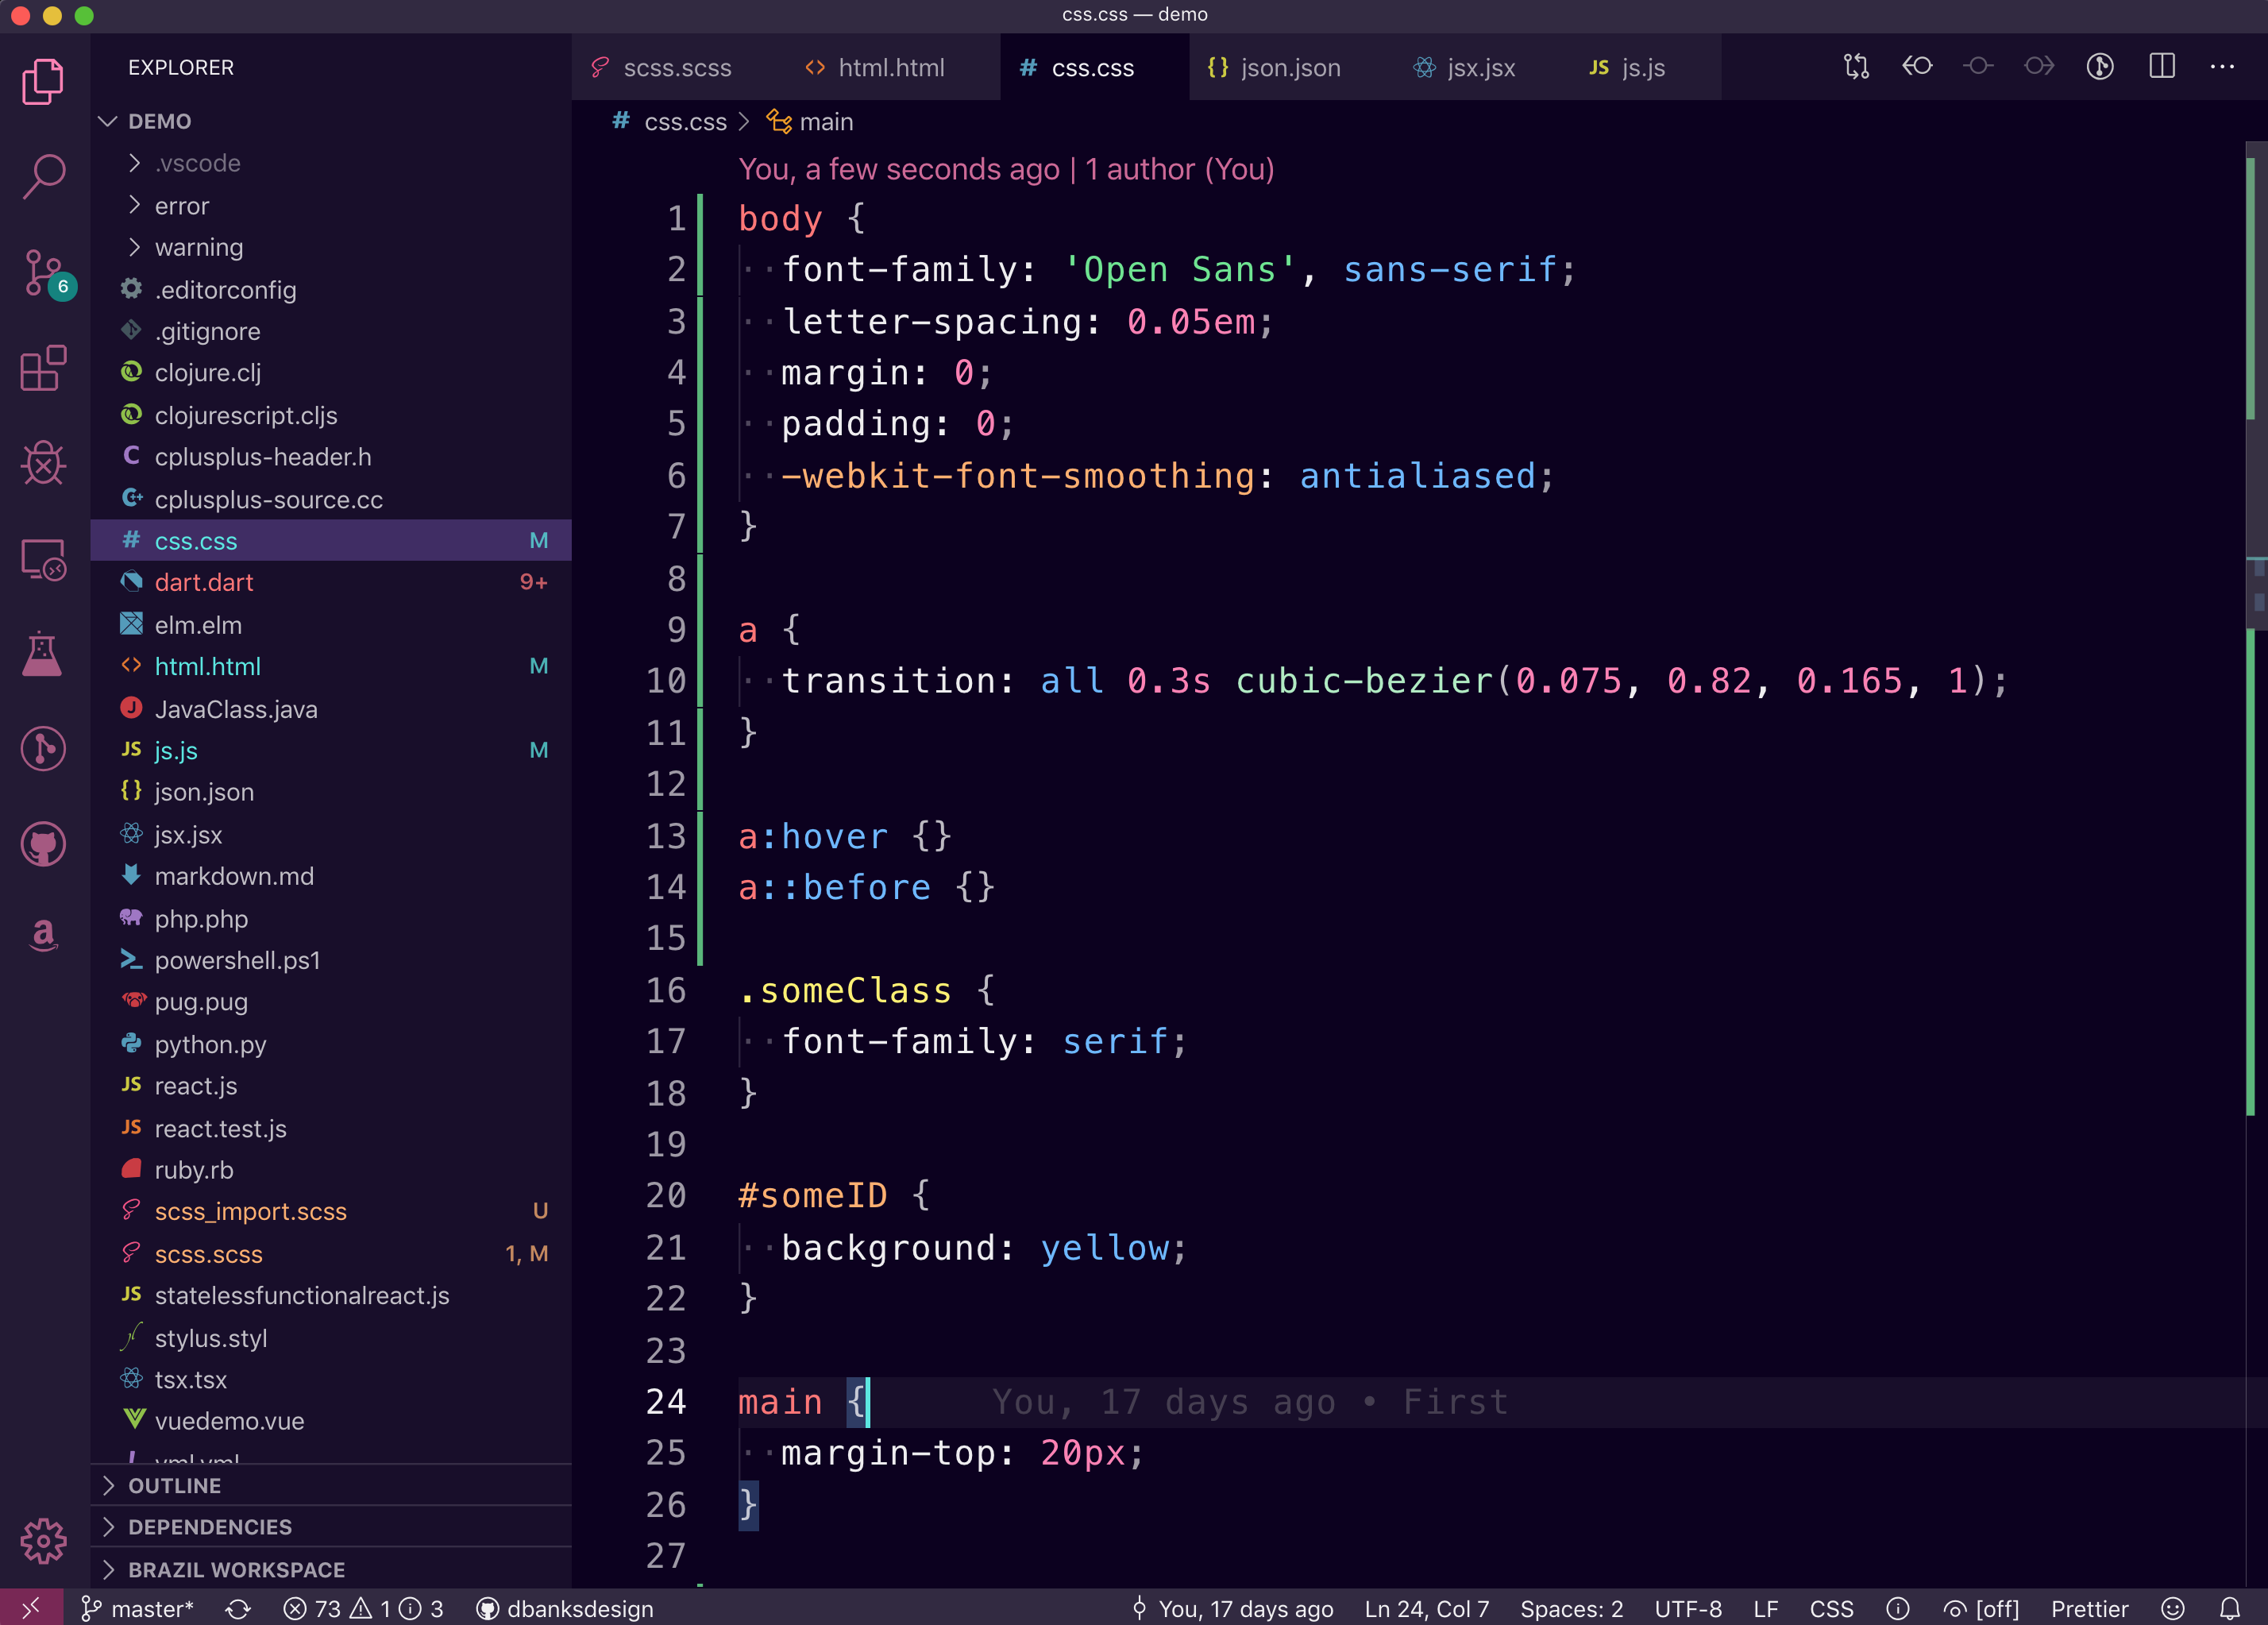 css.css — demo
EXPLORER
DEMO
.vscode
error
warning
.editorconfig
.gitignore
clojure.clj
clojurescript.cljs
C cplusplus-header.h
cplusplus-source.cc
# css.css M
dart.dart 9+
elm.elm
<> html.html M
JavaClass.java
JS js.js M
{} json.json
jsx.jsx
markdown.md
php.php
powershell.ps1
pug.pug
python.py
JS react.js
JS react.test.js
ruby.rb
scss_import.scss U
scss.scss 1, M
JS statelessfunctionalreact.js
stylus.styl
tsx.tsx
vuedemo.vue
! yml.yml
OUTLINE
DEPENDENCIES
BRAZIL WORKSPACE
6
scss.scss <> html.html # css.css {} json.json jsx.jsx JS js.js
# css.css > main
You, a few seconds ago | 1 author (You)
1 body {
2 ··font-family: 'Open Sans', sans-serif;
3 ··letter-spacing: 0.05em;
4 ··margin: 0;
5 ··padding: 0;
6 ··-webkit-font-smoothing: antialiased;
7 }
8
9 a {
10 ··transition: all 0.3s cubic-bezier(0.075, 0.82, 0.165, 1);
11 }
12
13 a:hover {}
14 a::before {}
15
16 .someClass {
17 ··font-family: serif;
18 }
19
20 #someID {
21 ··background: yellow;
22 }
23
24 main { You, 17 days ago • First
25 ··margin-top: 20px;
26 }
27
master* 73 1 3 dbanksdesign You, 17 days ago Ln 24, Col 7 Spaces: 2 UTF-8 LF CSS [off] Prettier